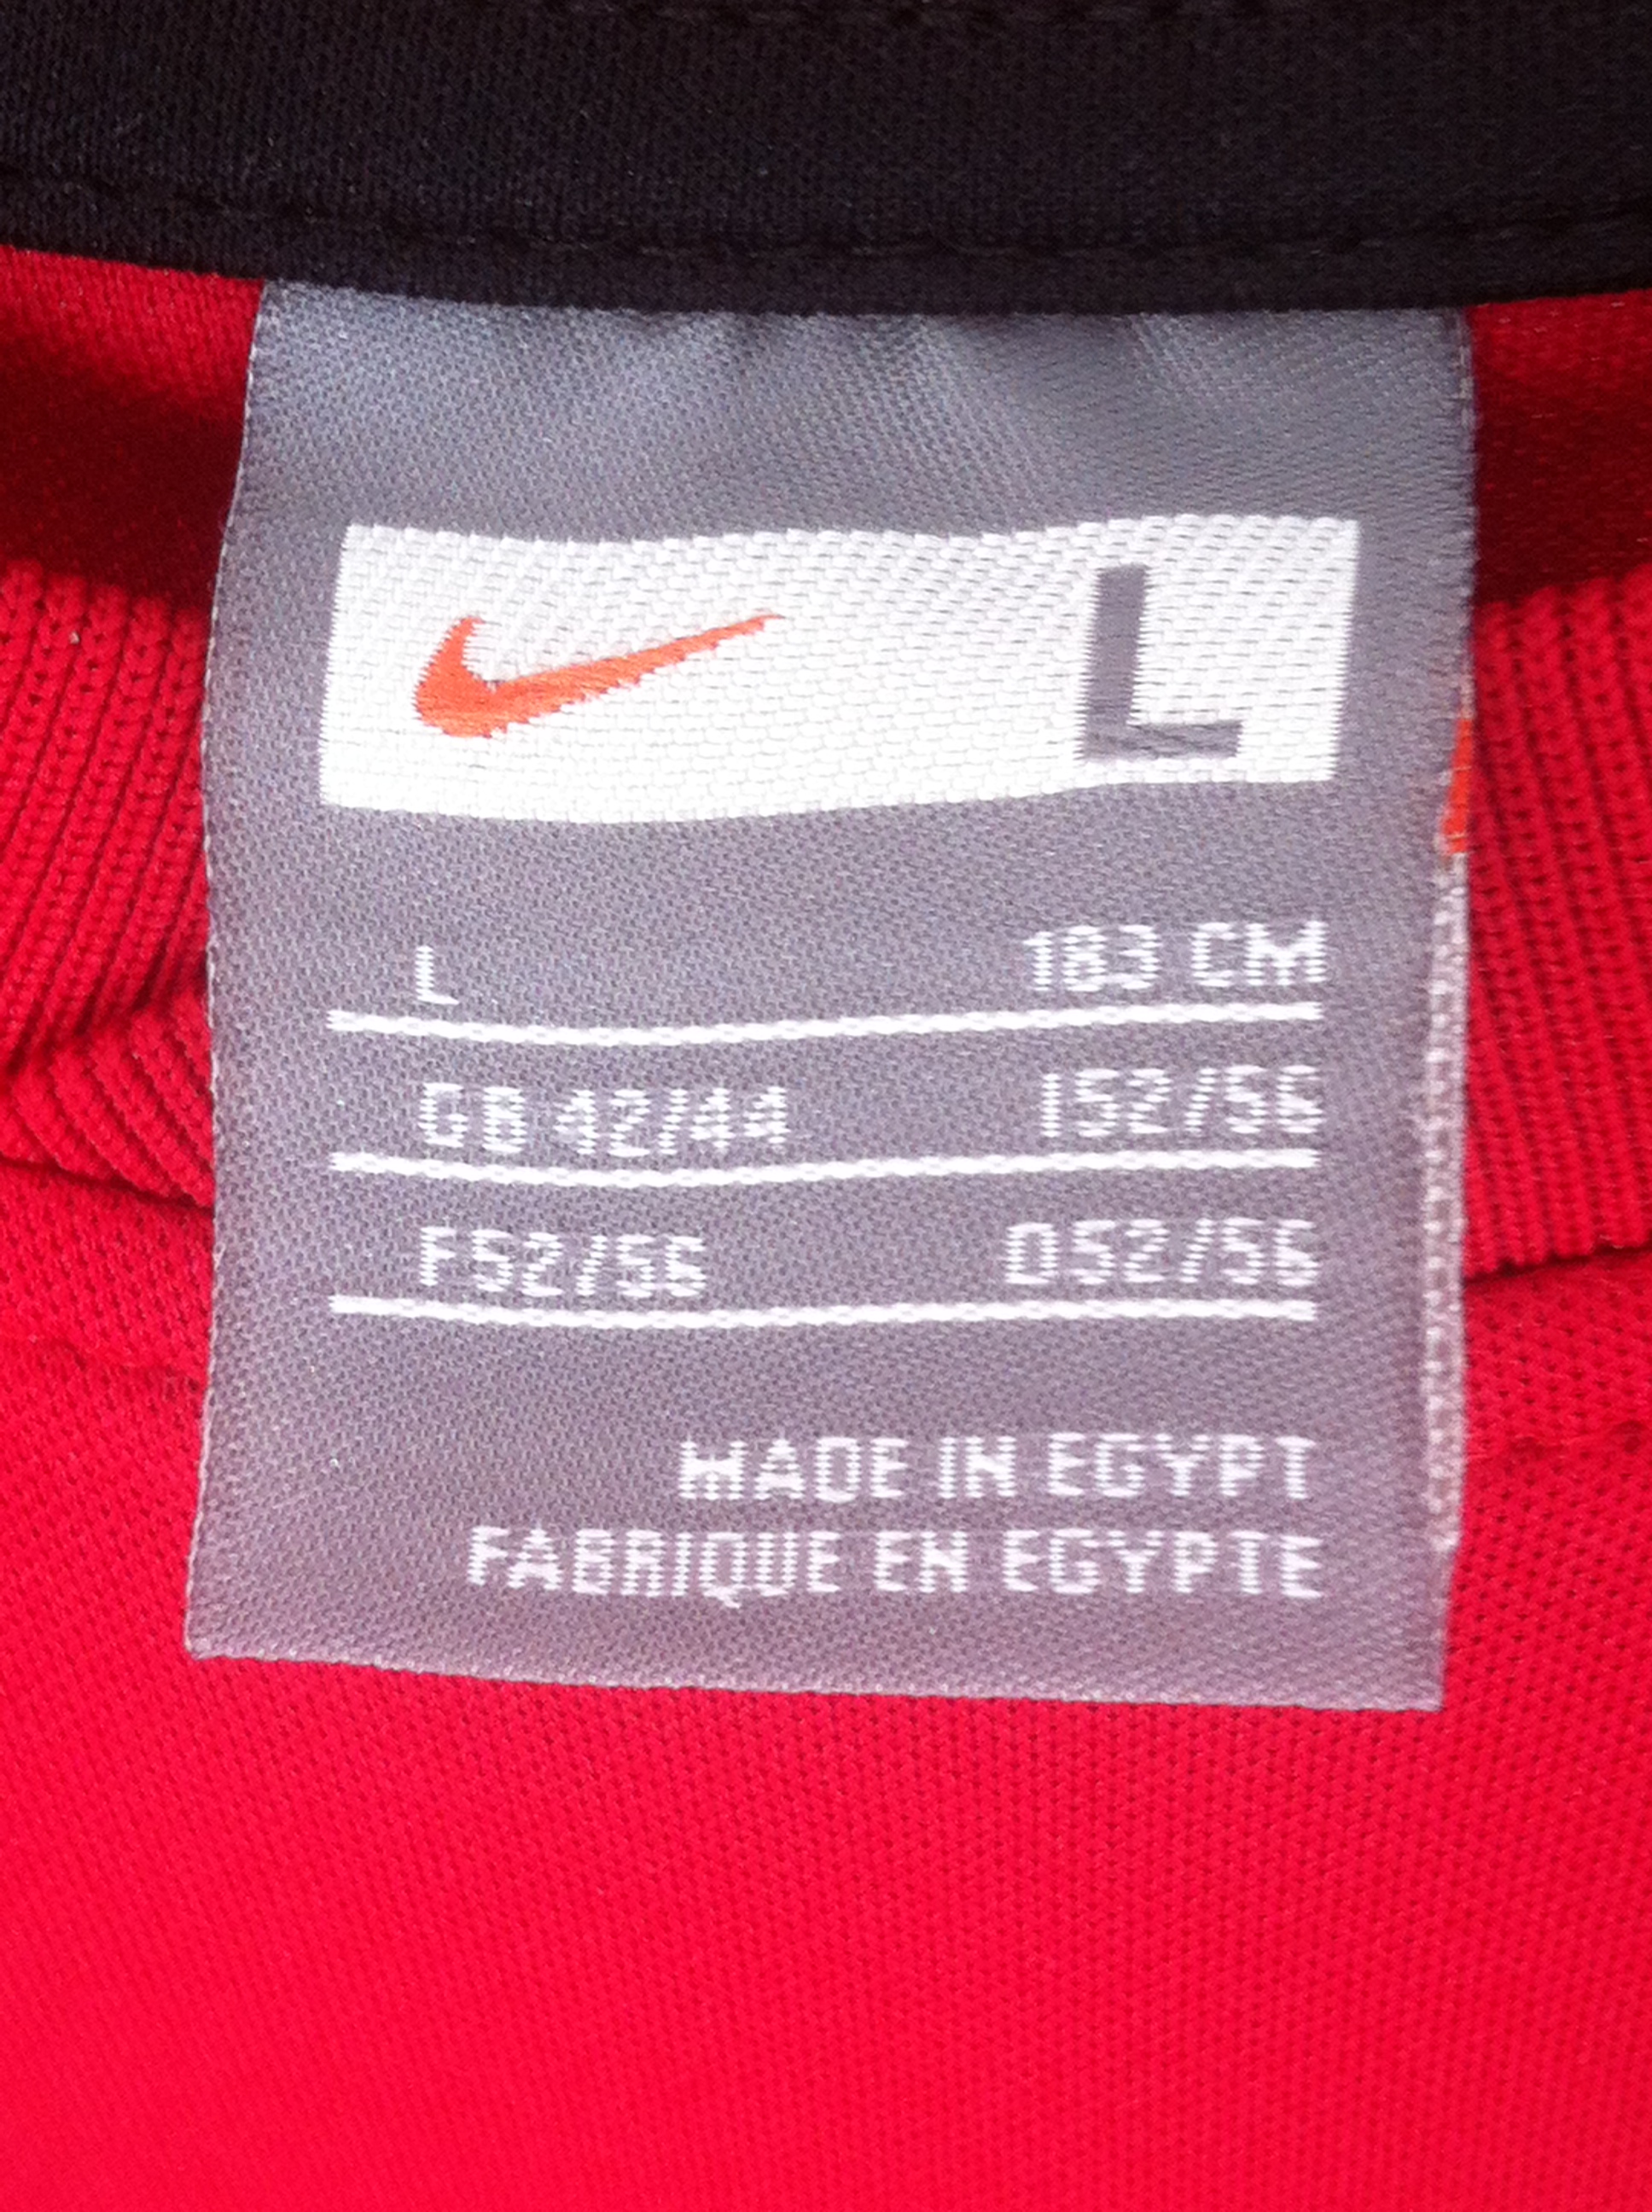 L
L 183 CM
GB 42/44 I52/56
F52/56 D52/56
MADE IN EGYPT
FABRIQUE EN EGYPTE